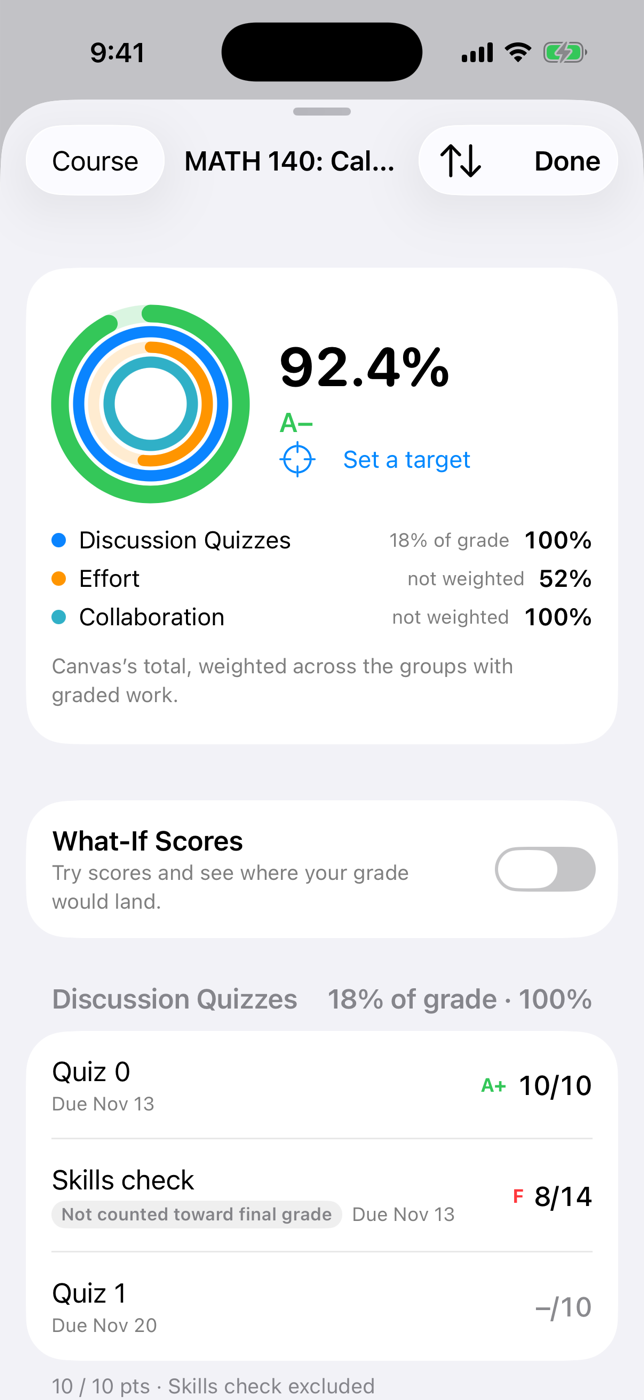 9:41
Course
MATH 140: Cal...
Done
92.4%
A–
Set a target
Discussion Quizzes 18% of grade 100%
Effort not weighted 52%
Collaboration not weighted 100%
Canvas’s total, weighted across the groups with
graded work.
What-If Scores
Try scores and see where your grade
would land.
Discussion Quizzes 18% of grade · 100%
Quiz 0
Due Nov 13
A+ 10/10
Skills check
Not counted toward final grade Due Nov 13
F 8/14
Quiz 1
Due Nov 20
–/10
10 / 10 pts · Skills check excluded